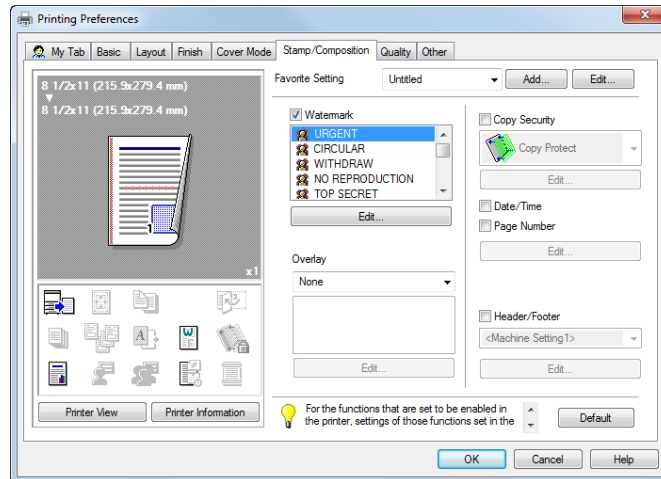 Printing Preferences
My Tab Basic Layout Finish Cover Mode Stamp/Composition Quality Other
8 1/2x11 (215.9x279.4 mm)
8 1/2x11 (215.9x279.4 mm)
1
x1
Printer View Printer Information
Favorite Setting Untitled Add... Edit...
Watermark
URGENT
CIRCULAR
WITHDRAW
NO REPRODUCTION
TOP SECRET
Edit...
Overlay
None
Edit...
Copy Security
Copy Protect
Edit...
Date/Time
Page Number
Edit...
Header/Footer
<Machine Setting1>
Edit...
For the functions that are set to be enabled in
the printer, settings of those functions set in the
Default
OK Cancel Help